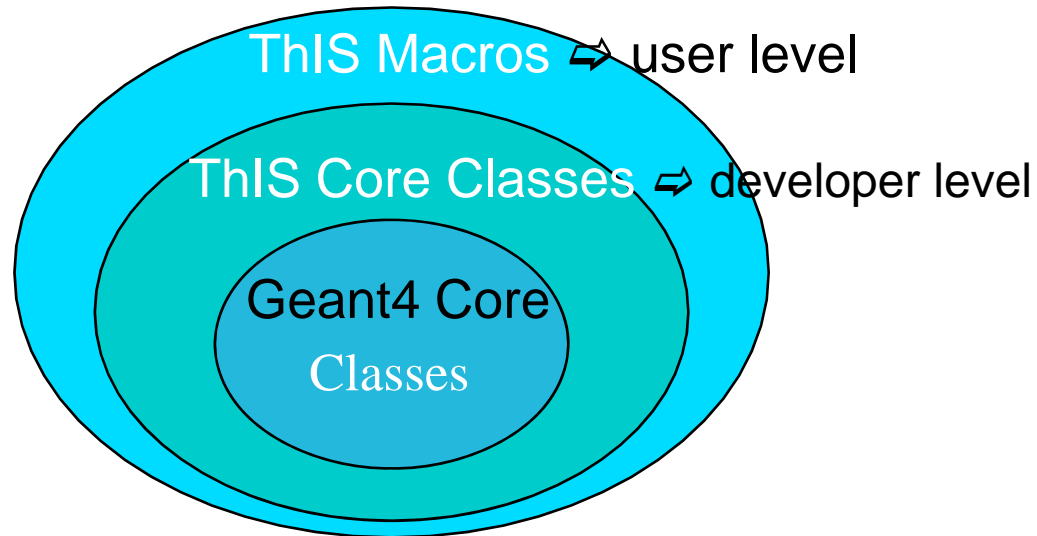 ThIS Macros ➪ user level
ThIS Core Classes ➪ developer level
Geant4 Core
Classes